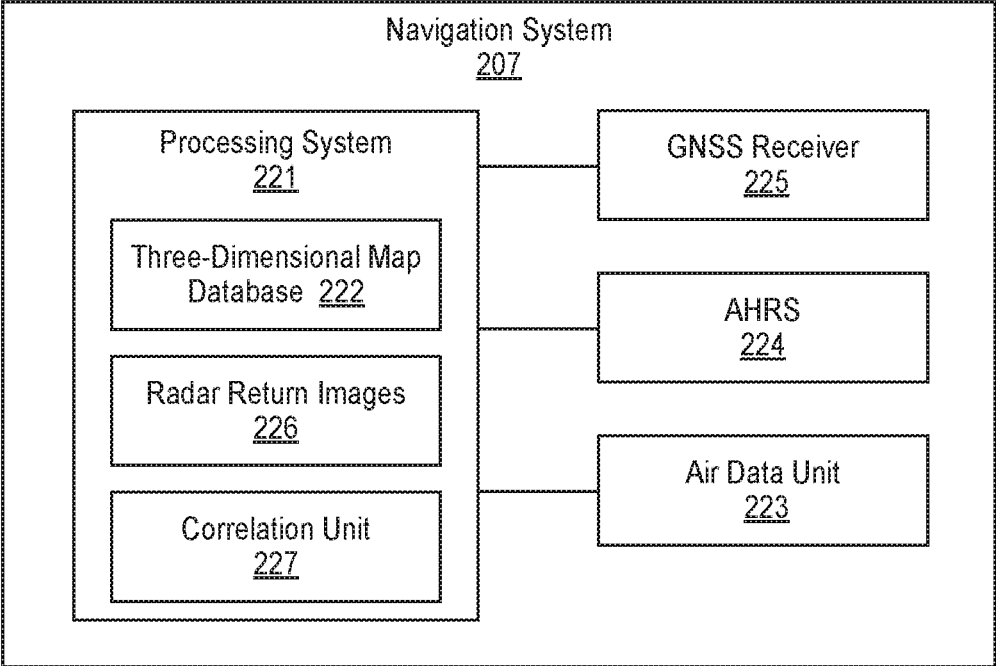 Navigation System
207
Processing System
221
Three-Dimensional Map
Database 222
Radar Return Images
226
Correlation Unit
227
GNSS Receiver
225
AHRS
224
Air Data Unit
223